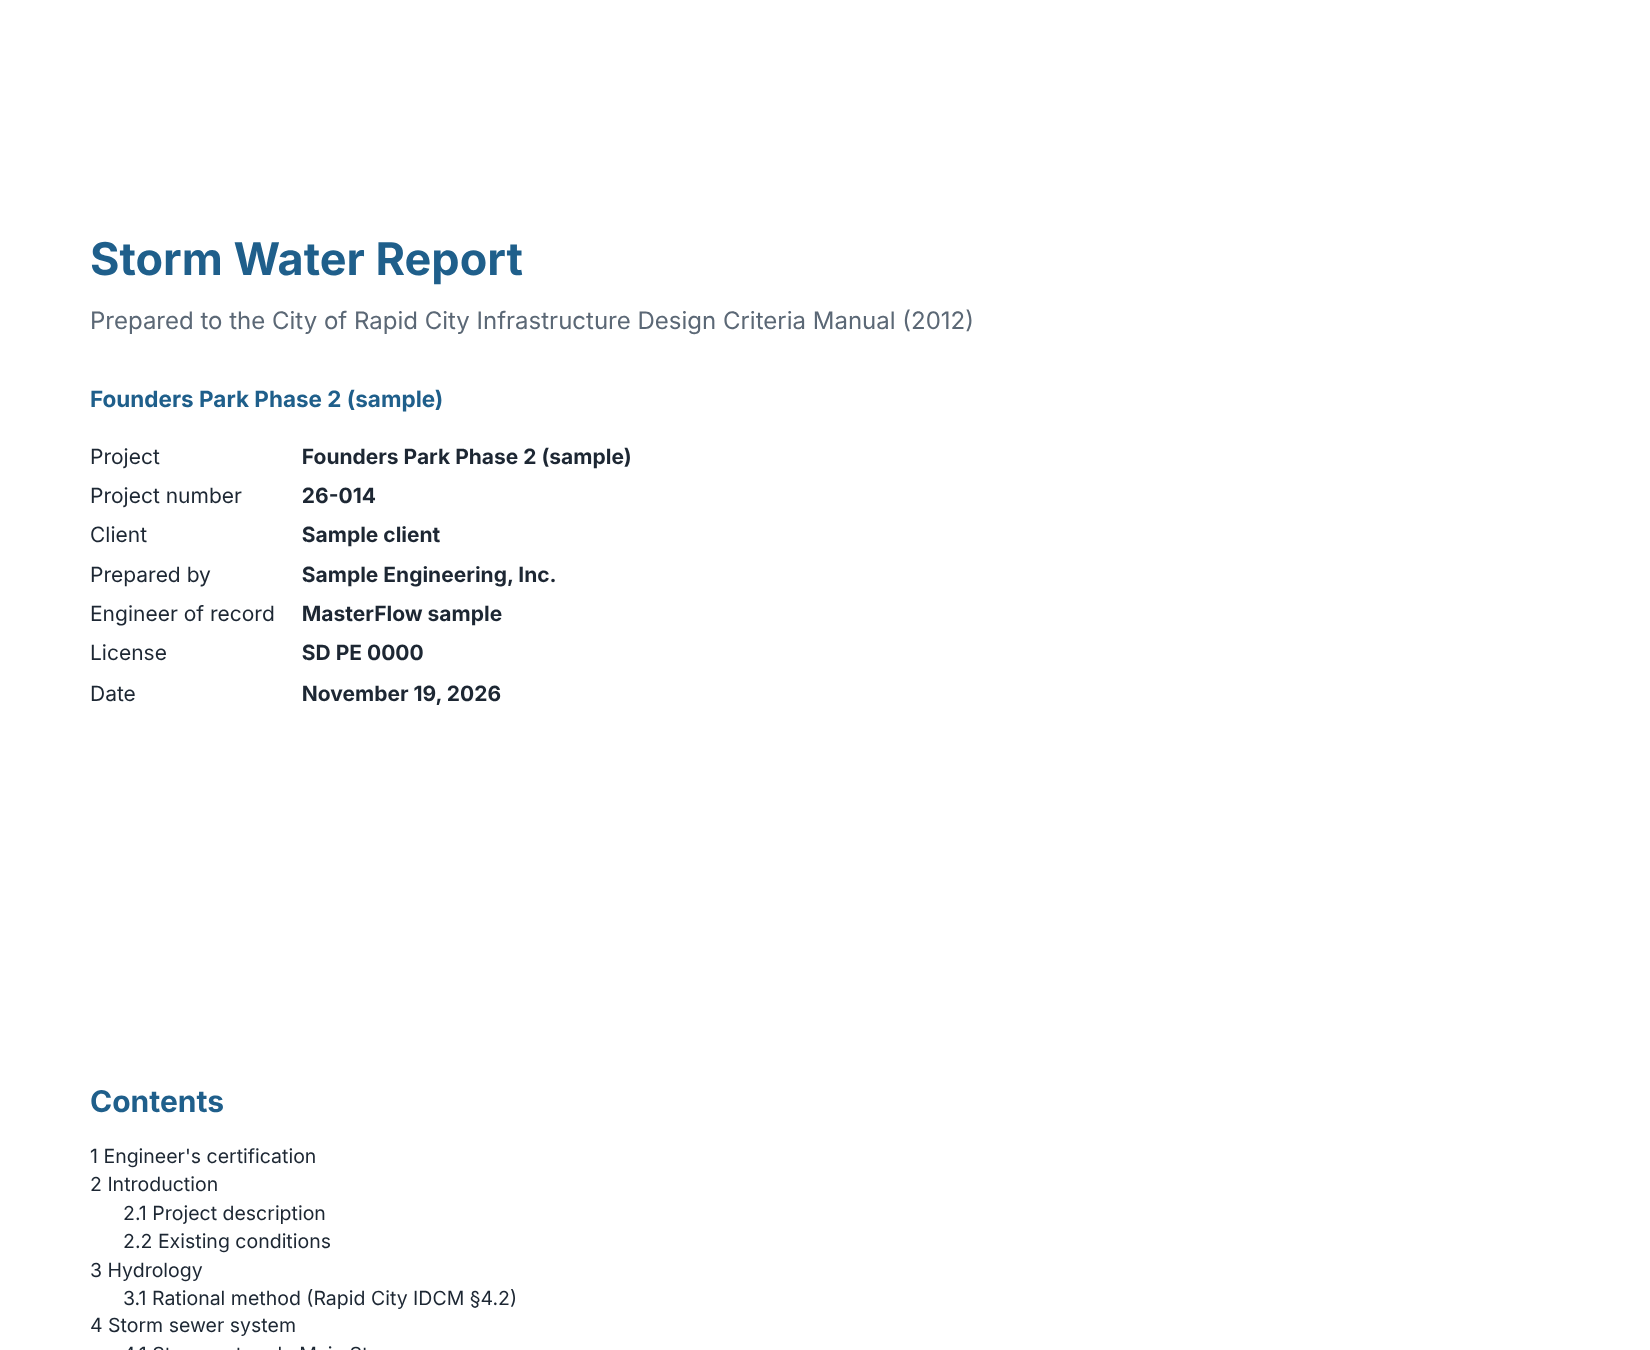 Storm Water Report
Prepared to the City of Rapid City Infrastructure Design Criteria Manual (2012)
Founders Park Phase 2 (sample)
Project Founders Park Phase 2 (sample)
Project number 26-014
Client Sample client
Prepared by Sample Engineering, Inc.
Engineer of record MasterFlow sample
License SD PE 0000
Date November 19, 2026
Contents
1 Engineer's certification
2 Introduction
2.1 Project description
2.2 Existing conditions
3 Hydrology
3.1 Rational method (Rapid City IDCM §4.2)
4 Storm sewer system